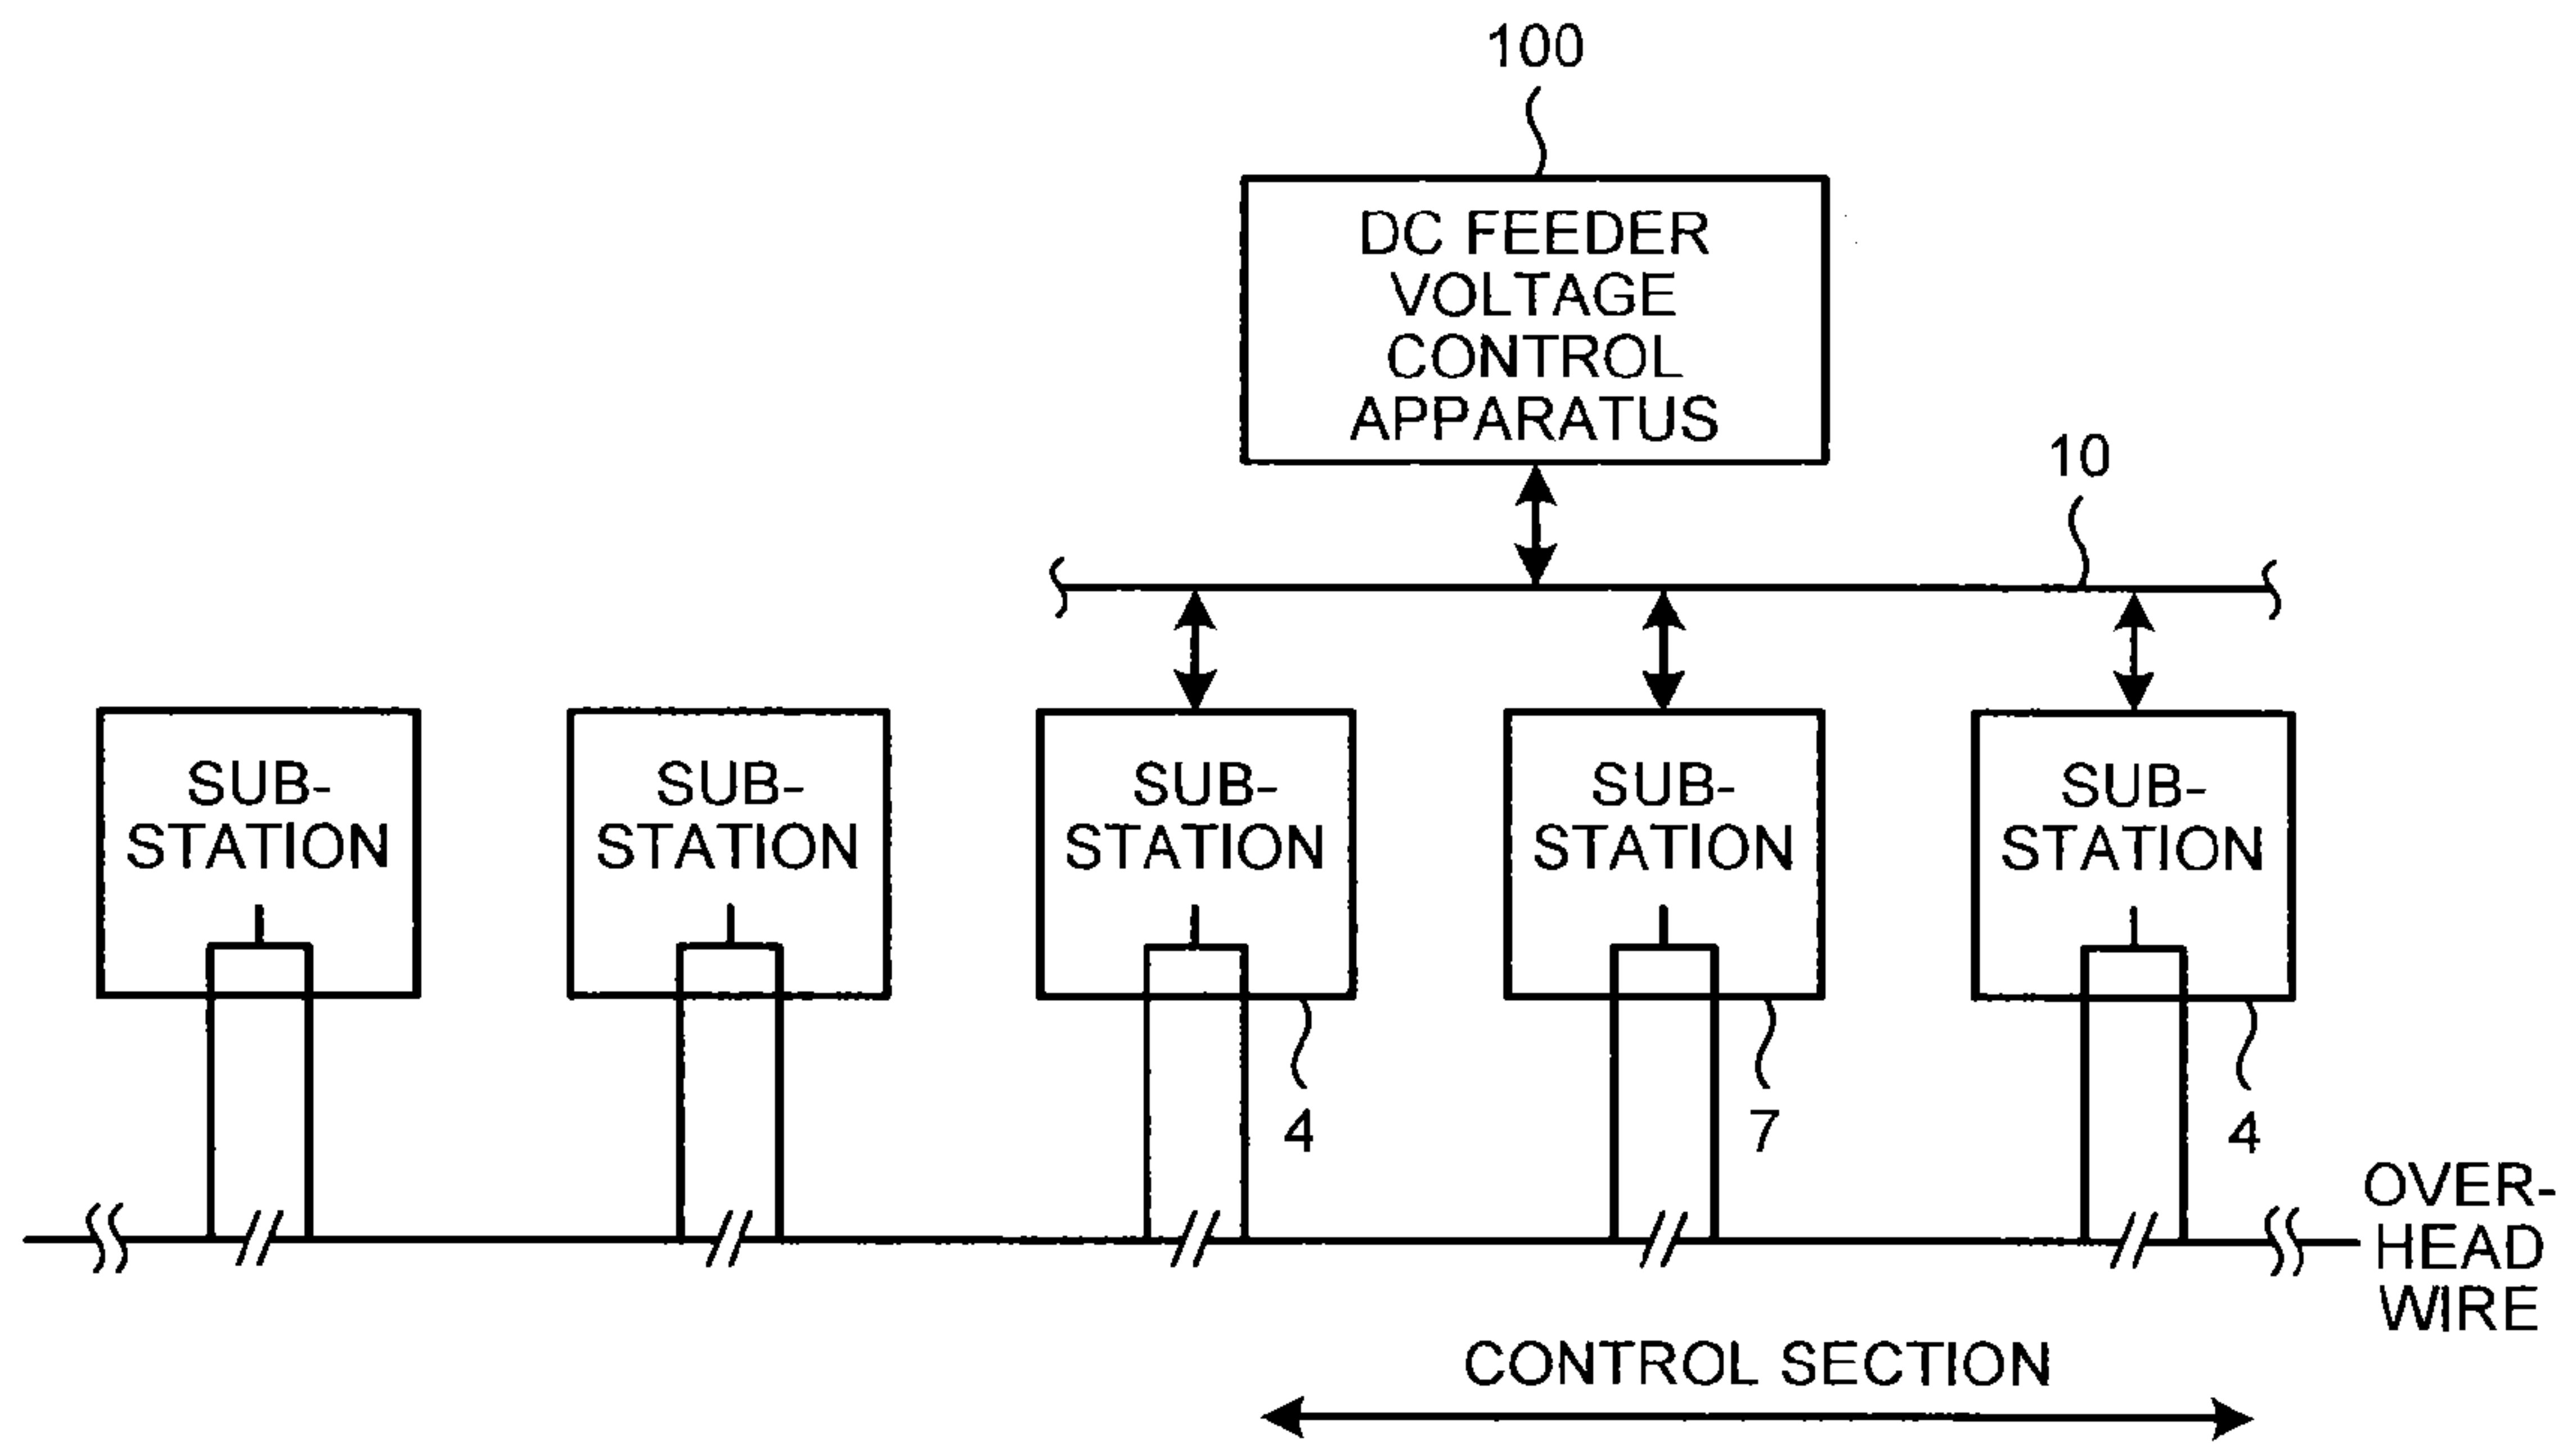 100
DC FEEDER
VOLTAGE
CONTROL
APPARATUS
10
SUB-
STATION
SUB-
STATION
SUB-
STATION
SUB-
STATION
SUB-
STATION
4
7
4
OVER-
HEAD
WIRE
CONTROL SECTION